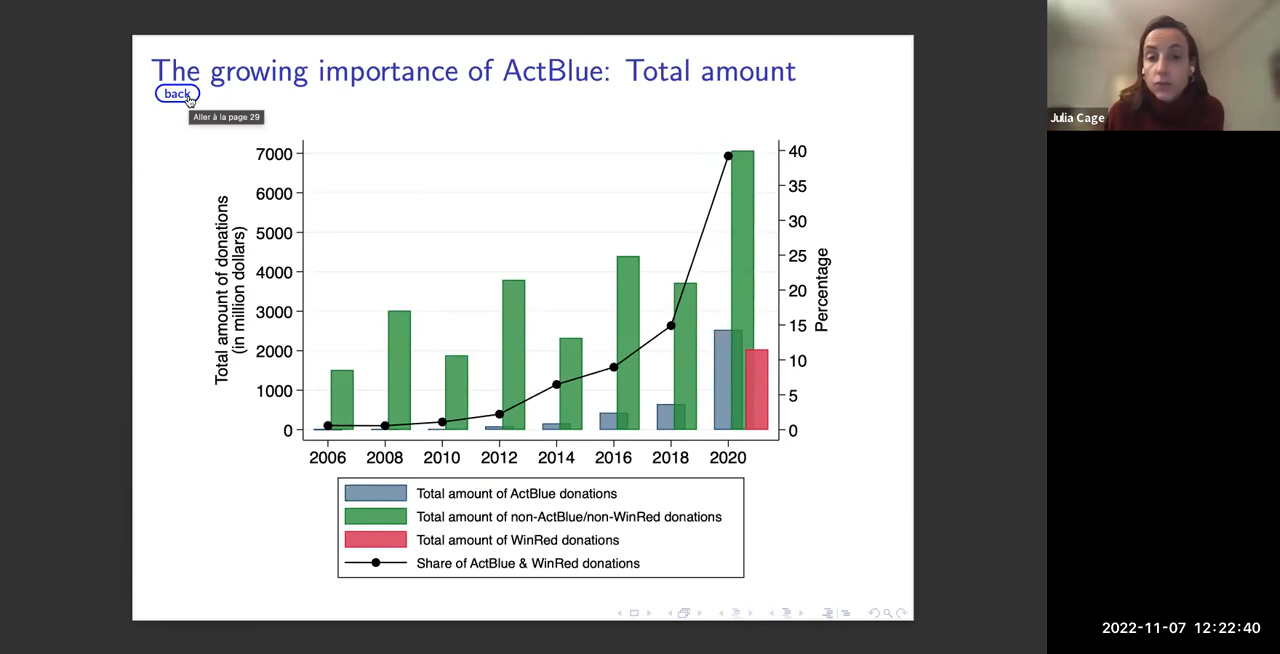 The growing importance of ActBlue: Total amount
back
Aller à la page 29
Total amount of donations
(in million dollars)
7000
6000
5000
4000
3000
2000
1000
0
40
35
30
25
20
15
10
5
0
Percentage
2006 2008 2010 2012 2014 2016 2018 2020
Total amount of ActBlue donations
Total amount of non-ActBlue/non-WinRed donations
Total amount of WinRed donations
Share of ActBlue & WinRed donations
Julia Cage
2022-11-07 12:22:40